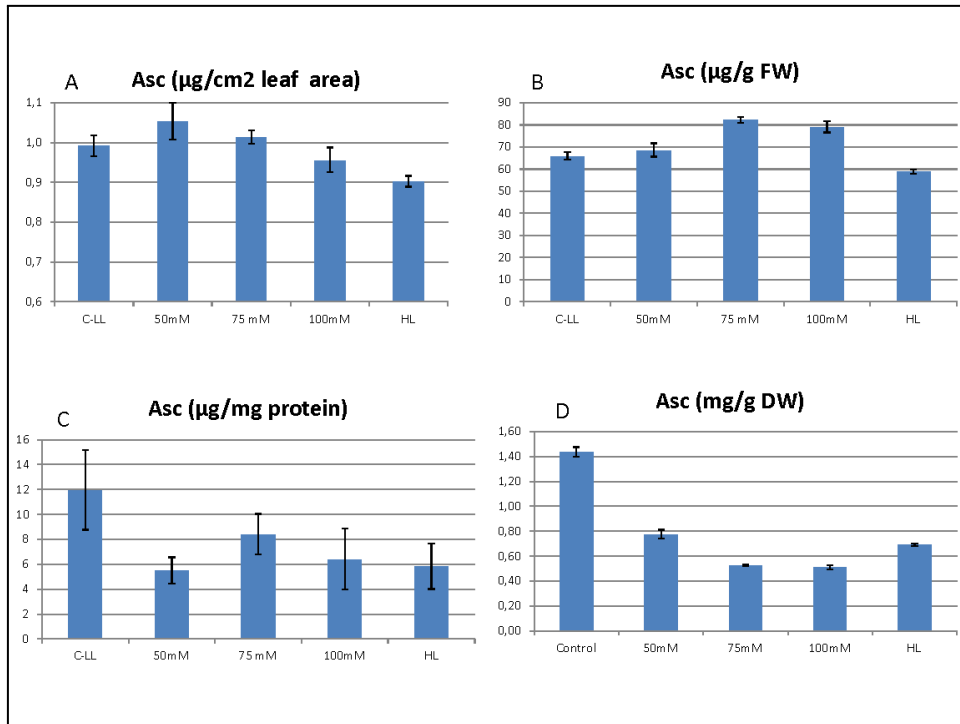 A
Asc (µg/cm2 leaf area)
1,1
1,0
0,9
0,8
0,7
0,6
C-LL 50mM 75 mM 100mM HL
B
Asc (µg/g FW)
90
80
70
60
50
40
30
20
10
0
C-LL 50mM 75 mM 100mM HL
C
Asc (µg/mg protein)
16
14
12
10
8
6
4
2
0
C-LL 50mM 75 mM 100mM HL
D
Asc (mg/g DW)
1,60
1,40
1,20
1,00
0,80
0,60
0,40
0,20
0,00
Control 50mM 75mM 100mM HL